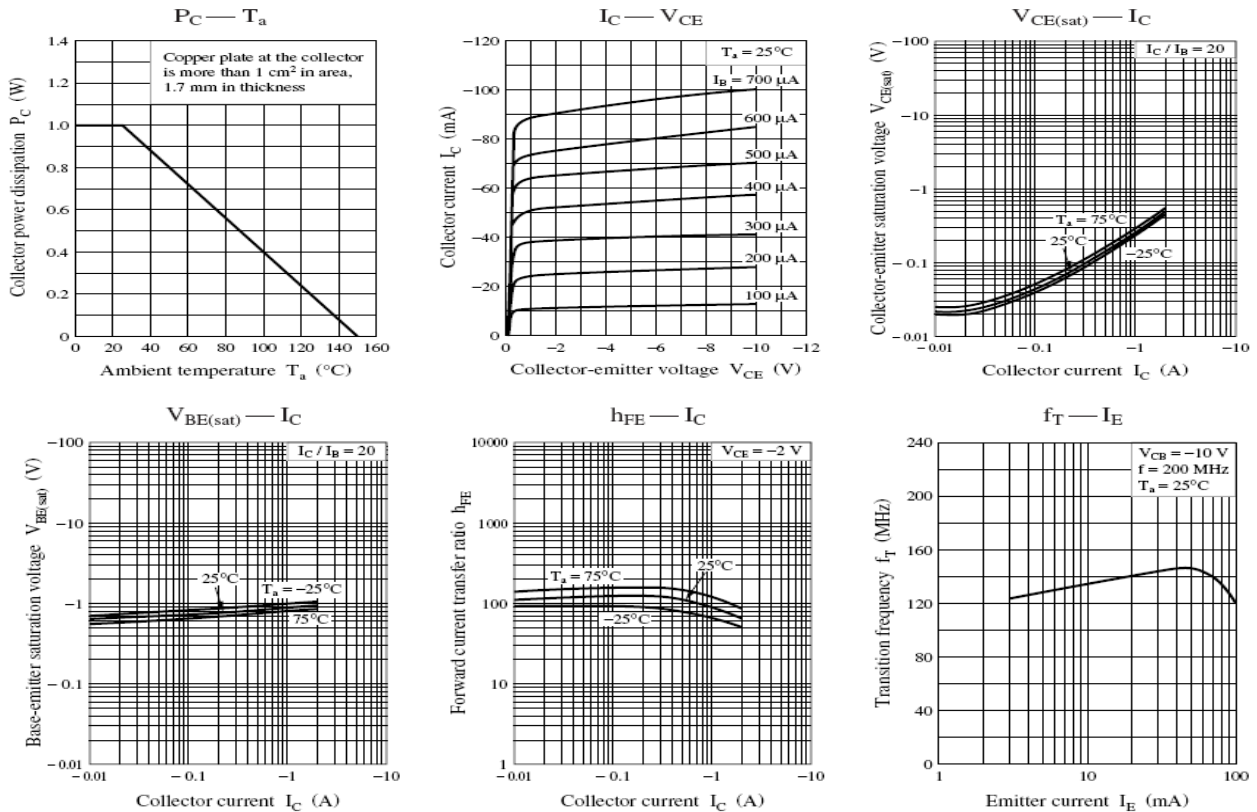 P_C — T_a
Copper plate at the collector
is more than 1 cm² in area,
1.7 mm in thickness
Collector power dissipation P_C (W)
1.4
1.2
1.0
0.8
0.6
0.4
0.2
0
0 20 40 60 80 100 120 140 160
Ambient temperature T_a (°C)
I_C — V_CE
T_a = 25°C
I_B = 700 μA
600 μA
500 μA
400 μA
300 μA
200 μA
100 μA
Collector current I_C (mA)
−120
−100
−80
−60
−40
−20
0
0 −2 −4 −6 −8 −10 −12
Collector-emitter voltage V_CE (V)
V_CE(sat) — I_C
I_C / I_B = 20
T_a = 75°C
25°C
−25°C
Collector-emitter saturation voltage V_CE(sat) (V)
−100
−10
−1
−0.1
−0.01
−0.01 −0.1 −1 −10
Collector current I_C (A)
V_BE(sat) — I_C
I_C / I_B = 20
25°C
T_a = −25°C
75°C
Base-emitter saturation voltage V_BE(sat) (V)
−100
−10
−1
−0.1
−0.01
−0.01 −0.1 −1 −10
Collector current I_C (A)
h_FE — I_C
V_CE = −2 V
T_a = 75°C
25°C
−25°C
Forward current transfer ratio h_FE
10000
1000
100
10
1
−0.01 −0.1 −1 −10
Collector current I_C (A)
f_T — I_E
V_CB = −10 V
f = 200 MHz
T_a = 25°C
Transition frequency f_T (MHz)
240
200
160
120
80
40
0
1 10 100
Emitter current I_E (mA)